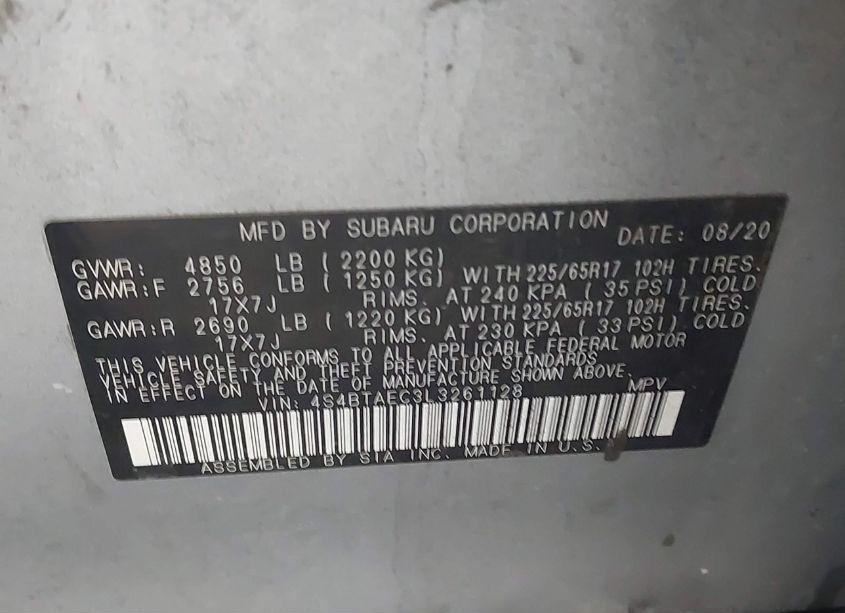 MFD BY SUBARU CORPORATION DATE: 08/20
GVWR: 4850 LB ( 2200 KG)
GAWR:F 2756 LB ( 1250 KG) WITH 225/65R17 102H TIRES.
17X7J RIMS. AT 240 KPA ( 35 PSI) COLD
GAWR:R 2690 LB ( 1220 KG) WITH 225/65R17 102H TIRES.
17X7J RIMS. AT 230 KPA ( 33 PSI) COLD
THIS VEHICLE CONFORMS TO ALL APPLICABLE FEDERAL MOTOR
VEHICLE SAFETY AND THEFT PREVENTION STANDARDS
IN EFFECT ON THE DATE OF MANUFACTURE SHOWN ABOVE.
VIN: 4S4BTAEC3L3261128 MPV
ASSEMBLED BY SIA INC. MADE IN U.S.A